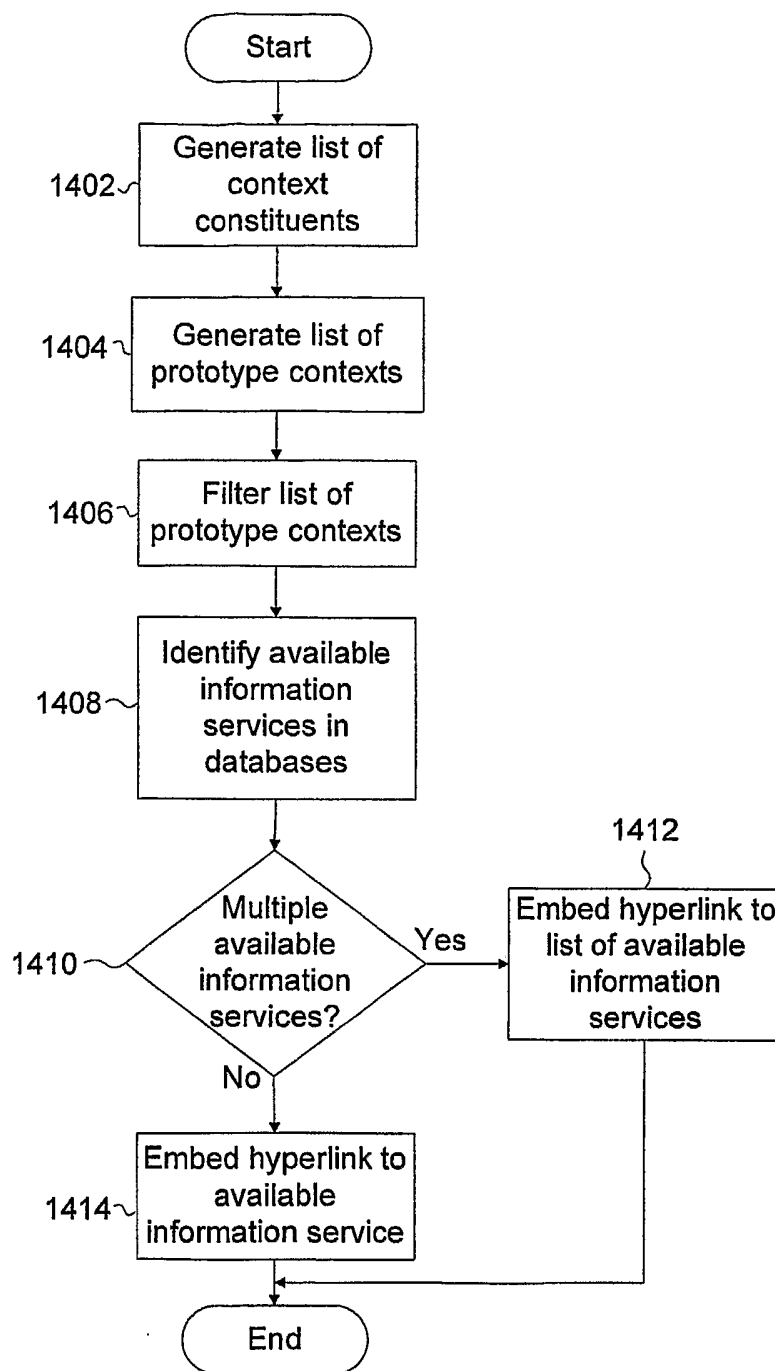 Start
1402
Generate list of
context
constituents
1404
Generate list of
prototype contexts
1406
Filter list of
prototype contexts
1408
Identify available
information
services in
databases
1410
Multiple
available
information
services?
Yes
1412
Embed hyperlink to
list of available
information
services
No
1414
Embed hyperlink to
available
information service
End